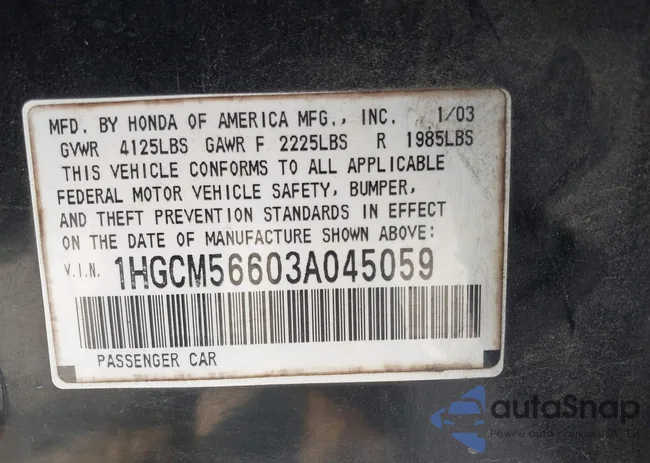 MFD. BY HONDA OF AMERICA MFG., INC. 1/03
GVWR 4125LBS GAWR F 2225LBS R 1985LBS
THIS VEHICLE CONFORMS TO ALL APPLICABLE
FEDERAL MOTOR VEHICLE SAFETY, BUMPER,
AND THEFT PREVENTION STANDARDS IN EFFECT
ON THE DATE OF MANUFACTURE SHOWN ABOVE:
V.I.N. 1HGCM56603A045059
PASSENGER CAR
autoSnap
Pewne auta